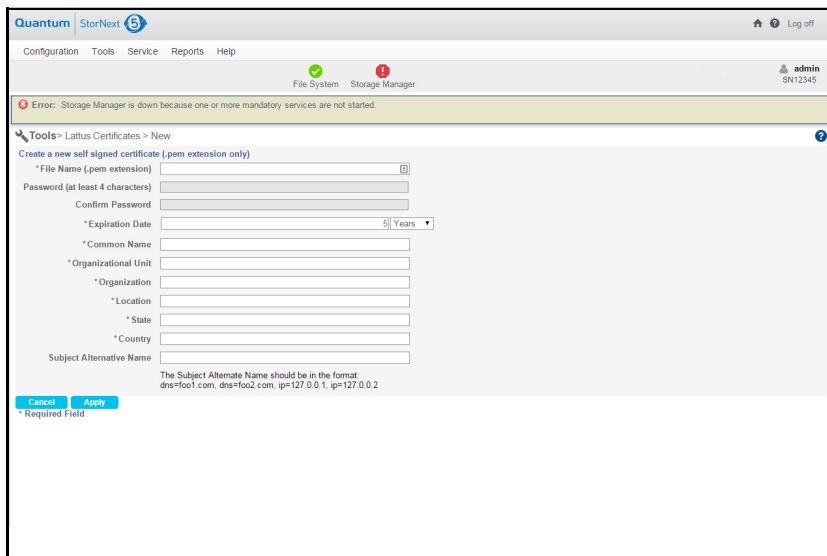 Quantum StorNext 5
Log off
Configuration Tools Service Reports Help
File System Storage Manager
admin
SN12345
Error: Storage Manager is down because one or more mandatory services are not started.
Tools> Lattus Certificates > New
Create a new self signed certificate (.pem extension only)
*File Name (.pem extension)
Password (at least 4 characters)
Confirm Password
*Expiration Date 5 Years
*Common Name
*Organizational Unit
*Organization
*Location
*State
*Country
Subject Alternative Name
The Subject Alternate Name should be in the format:
dns=foo1.com, dns=foo2.com, ip=127.0.0.1, ip=127.0.0.2
Cancel Apply
* Required Field